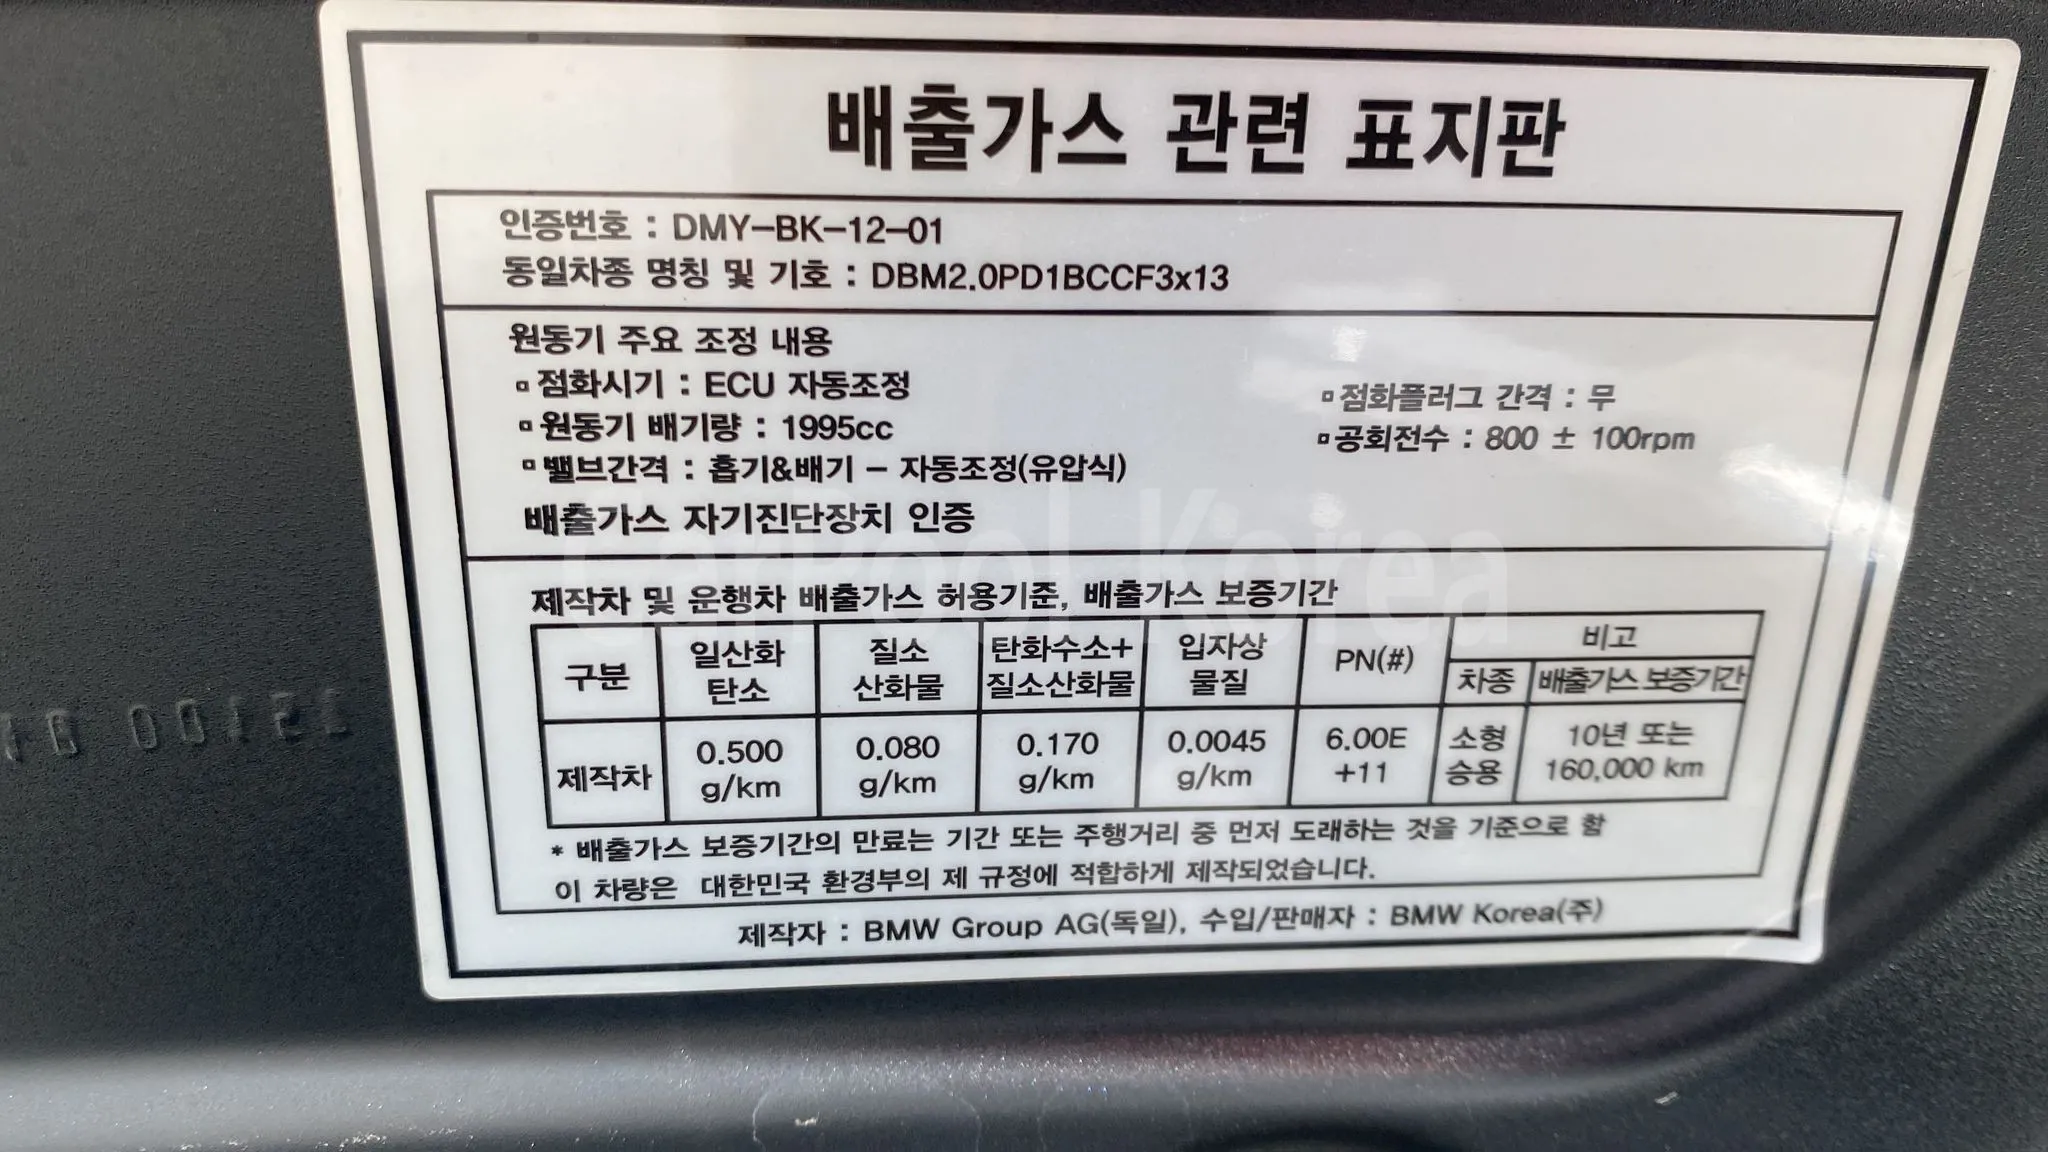 배출가스 관련 표지판
인증번호 : DMY-BK-12-01
동일차종 명칭 및 기호 : DBM2.0PD1BCCF3x13
원동기 주요 조정 내용
▫점화시기 : ECU 자동조정
▫점화플러그 간격 : 무
▫원동기 배기량 : 1995cc
▫공회전수 : 800 ± 100rpm
▫밸브간격 : 흡기&배기 - 자동조정(유압식)
배출가스 자기진단장치 인증
CarPool Korea
제작차 및 운행차 배출가스 허용기준, 배출가스 보증기간
구분 일산화 탄소 질소 산화물 탄화수소+ 질소산화물 입자상 물질 PN(#) 비고
차종 배출가스 보증기간
제작차 0.500 g/km 0.080 g/km 0.170 g/km 0.0045 g/km 6.00E +11 소형 승용 10년 또는 160,000 km
* 배출가스 보증기간의 만료는 기간 또는 주행거리 중 먼저 도래하는 것을 기준으로 함
이 차량은 대한민국 환경부의 제 규정에 적합하게 제작되었습니다.
제작자 : BMW Group AG(독일), 수입/판매자 : BMW Korea(주)